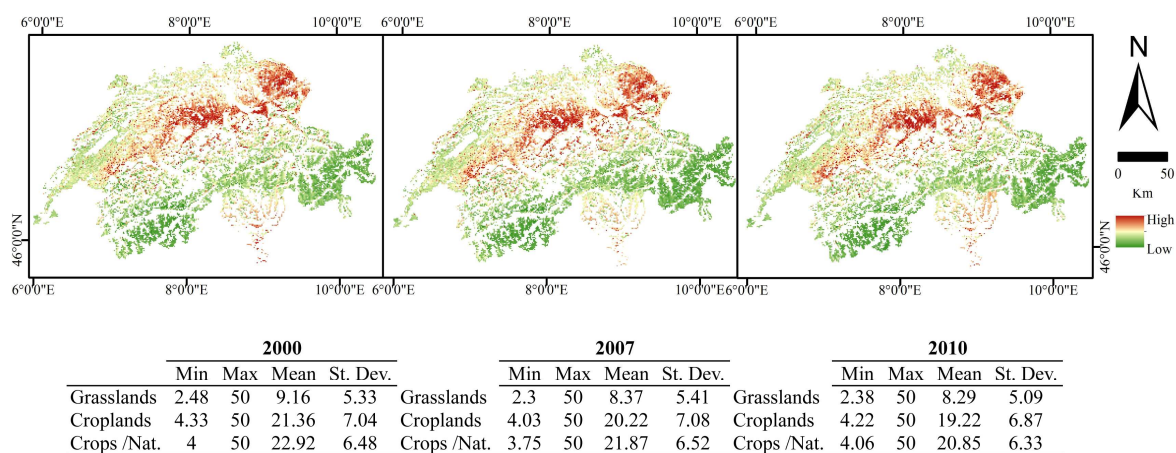 6°0'0"E 8°0'0"E 10°0'0"E 6°0'0"E 8°0'0"E 10°0'0"E 6°0'0"E 8°0'0"E 10°0'0"E
N
0 50
Km
High
Low
46°0'0"N 46°0'0"N
6°0'0"E 8°0'0"E 10°0'0"E 6°0'0"E 8°0'0"E 10°0'0"E 6°0'0"E 8°0'0"E 10°0'0"E
2000 2007 2010
Min Max Mean St. Dev. Min Max Mean St. Dev. Min Max Mean St. Dev.
Grasslands 2.48 50 9.16 5.33 Grasslands 2.3 50 8.37 5.41 Grasslands 2.38 50 8.29 5.09
Croplands 4.33 50 21.36 7.04 Croplands 4.03 50 20.22 7.08 Croplands 4.22 50 19.22 6.87
Crops /Nat. 4 50 22.92 6.48 Crops /Nat. 3.75 50 21.87 6.52 Crops /Nat. 4.06 50 20.85 6.33